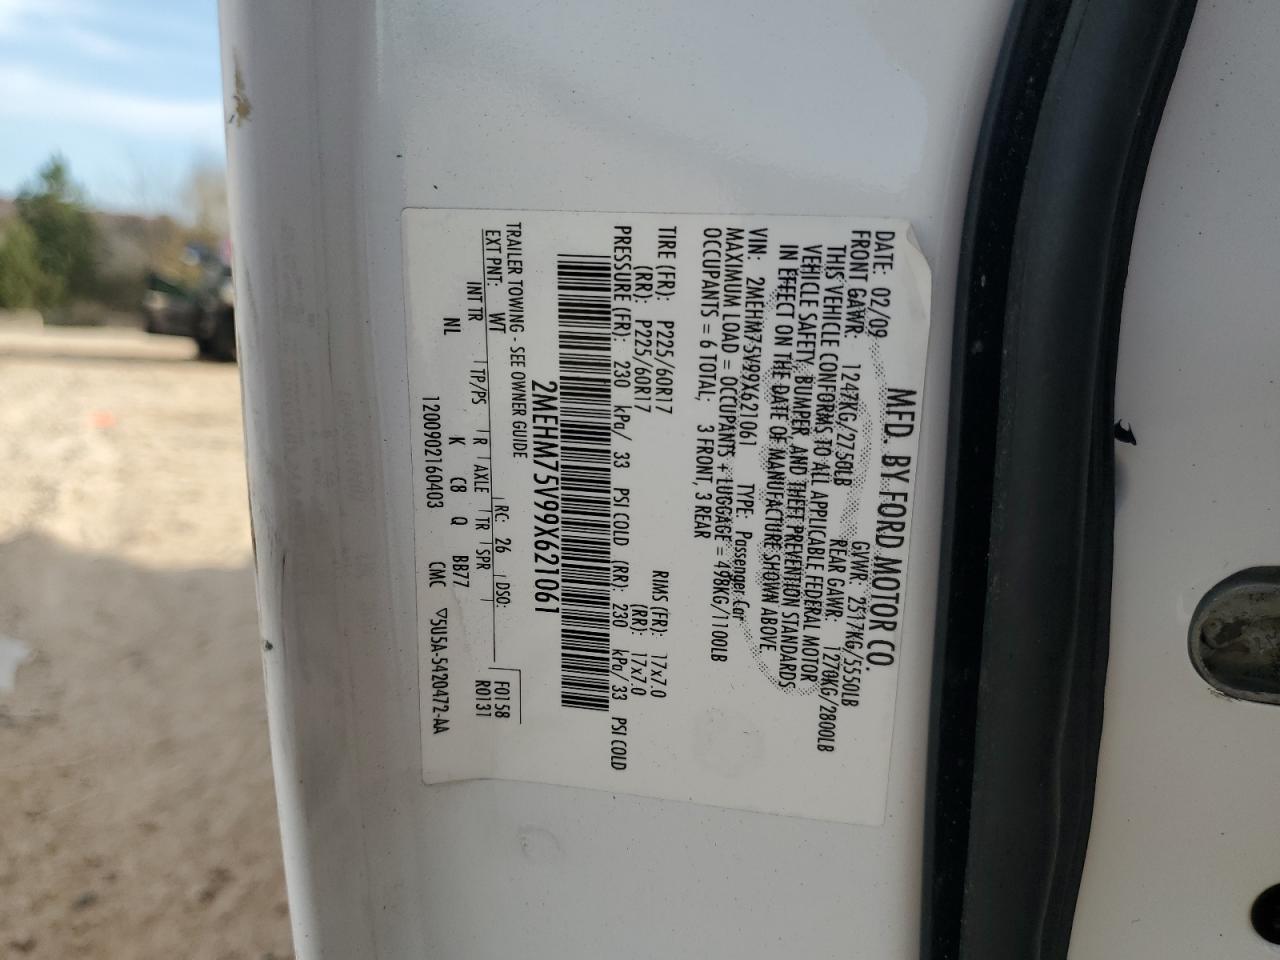 MFD. BY FORD MOTOR CO.
DATE: 02/09 GVWR: 2517KG/5550LB
FRONT GAWR: 1247KG/2750LB REAR GAWR: 1270KG/2800LB
THIS VEHICLE CONFORMS TO ALL APPLICABLE FEDERAL MOTOR
VEHICLE SAFETY, BUMPER, AND THEFT PREVENTION STANDARDS
IN EFFECT ON THE DATE OF MANUFACTURE SHOWN ABOVE
VIN: 2MEHM75V99X621061 TYPE: Passenger Car
MAXIMUM LOAD = OCCUPANTS + LUGGAGE = 498KG/1100LB
OCCUPANTS = 6 TOTAL, 3 FRONT, 3 REAR
TIRE (FR): P225/60R17 RIMS (FR): 17x7.0
(RR): P225/60R17 (RR): 17x7.0
PRESSURE (FR): 230 kPa/ 33 PSI COLD (RR): 230 kPa/ 33 PSI COLD
2MEHM75V99X621061
TRAILER TOWING - SEE OWNER GUIDE
EXT PNT: WT RC: 26 DSO: F0158
R0131
INT TR TP/PS R AXLE TR SPR
NL K C8 Q BB77
120090216 0403 CMC ▽5U5A-5420472-AA